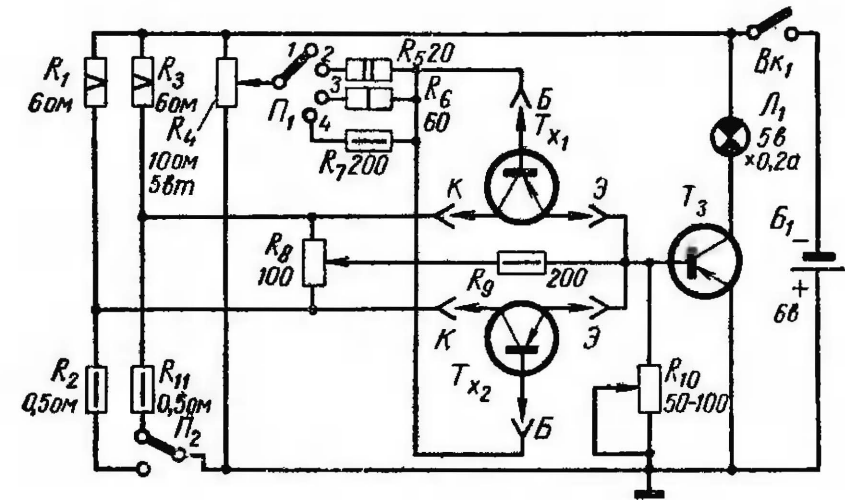 R1
6ом
R3
6ом
R4
10ом
5вт
1
2
3
4
П1
R5 20
R6
60
R7 200
Б
Tx1
К
Э
Вк1
Л1
5в
×0,2а
T3
Б1
−
+
6в
R8
100
R9
200
К
Э
Tx2
Б
R2
0,5ом
R11
0,5ом
П2
R10
50-100